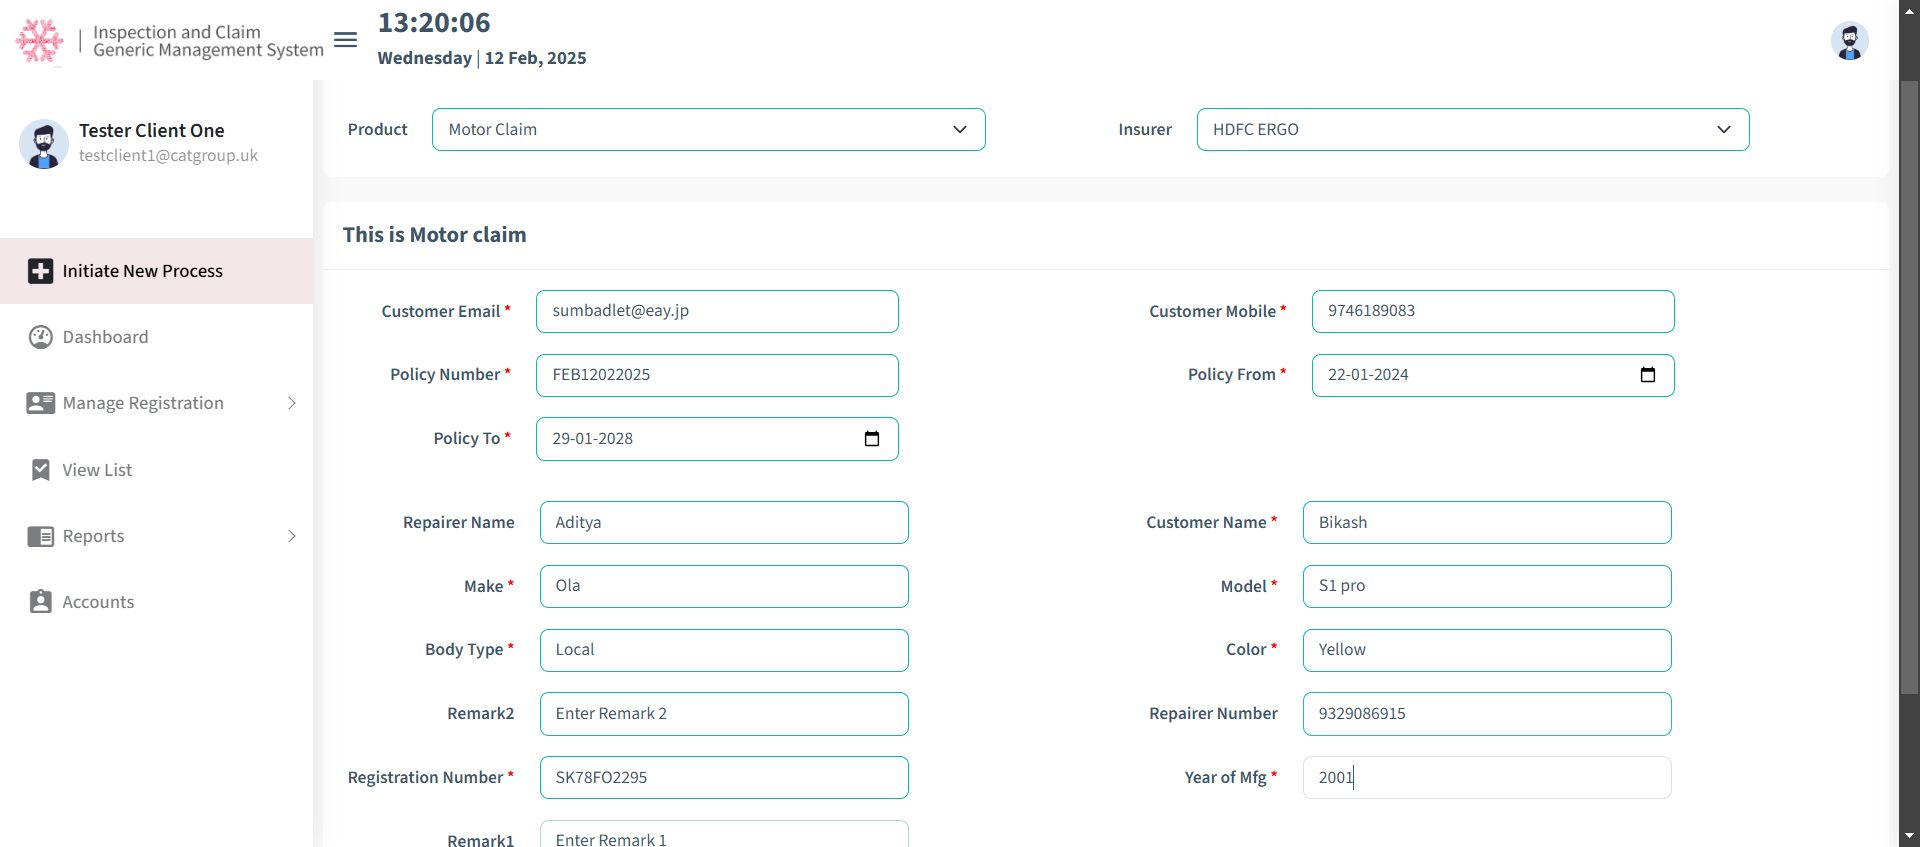 Inspection and Claim
Generic Management System
13:20:06
Wednesday | 12 Feb, 2025
Tester Client One
testclient1@catgroup.uk
Initiate New Process
Dashboard
Manage Registration
View List
Reports
Accounts
Product Motor Claim Insurer HDFC ERGO
This is Motor claim
Customer Email * sumbadlet@eay.jp Customer Mobile * 9746189083
Policy Number * FEB12022025 Policy From * 22-01-2024
Policy To * 29-01-2028
Repairer Name Aditya Customer Name * Bikash
Make * Ola Model * S1 pro
Body Type * Local Color * Yellow
Remark2 Enter Remark 2 Repairer Number 9329086915
Registration Number * SK78FO2295 Year of Mfg * 2001
Remark1 Enter Remark 1